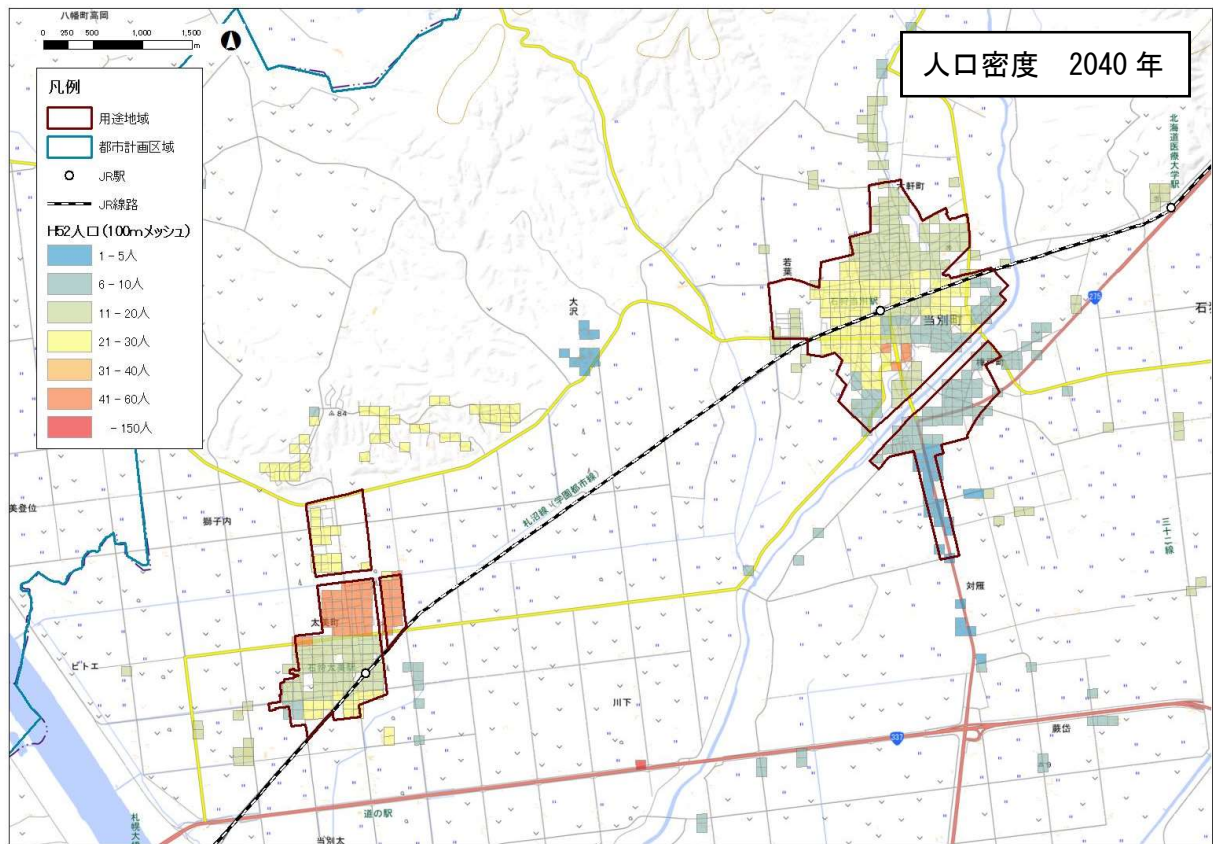 八幡町高岡
0 250 500 1,000 1,500
m
人口密度 2040年
凡例
用途地域
都市計画区域
JR駅
JR線路
H52人口(100mメッシュ)
1-5人
6-10人
11-20人
21-30人
31-40人
41-60人
-150人
北海道医療大学駅
大軒町
若葉
石狩当別駅
当別町
275
大沢
84
札沼線(学園都市線)
美登位
獅子内
三十二線
対雁
太美町
石狩太美駅
ビトエ
川下
337
蕨岱
道の駅
当別太